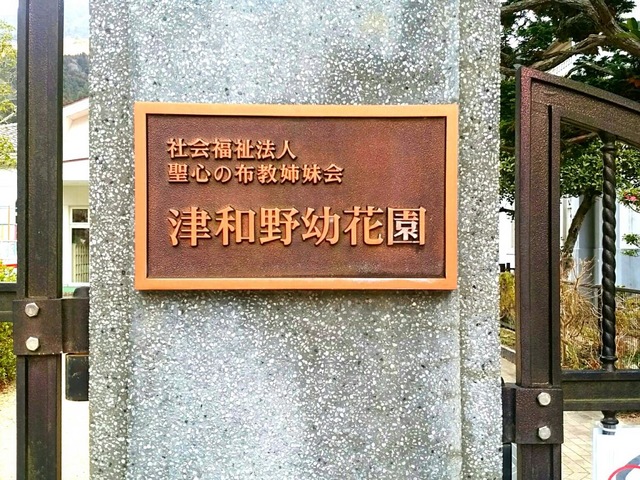 社会福祉法人
聖心の布教姉妹会
津和野幼花園